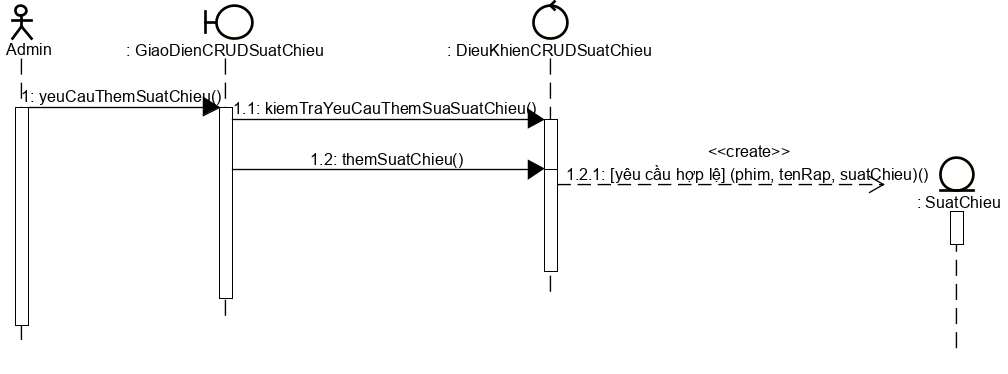 Admin
: GiaoDienCRUDSuatChieu
: DieuKhienCRUDSuatChieu
1: yeuCauThemSuatChieu()
1.1: kiemTraYeuCauThemSuaSuatChieu()
1.2: themSuatChieu()
<<create>>
1.2.1: [yêu cầu hợp lệ] (phim, tenRap, suatChieu)()
: SuatChieu